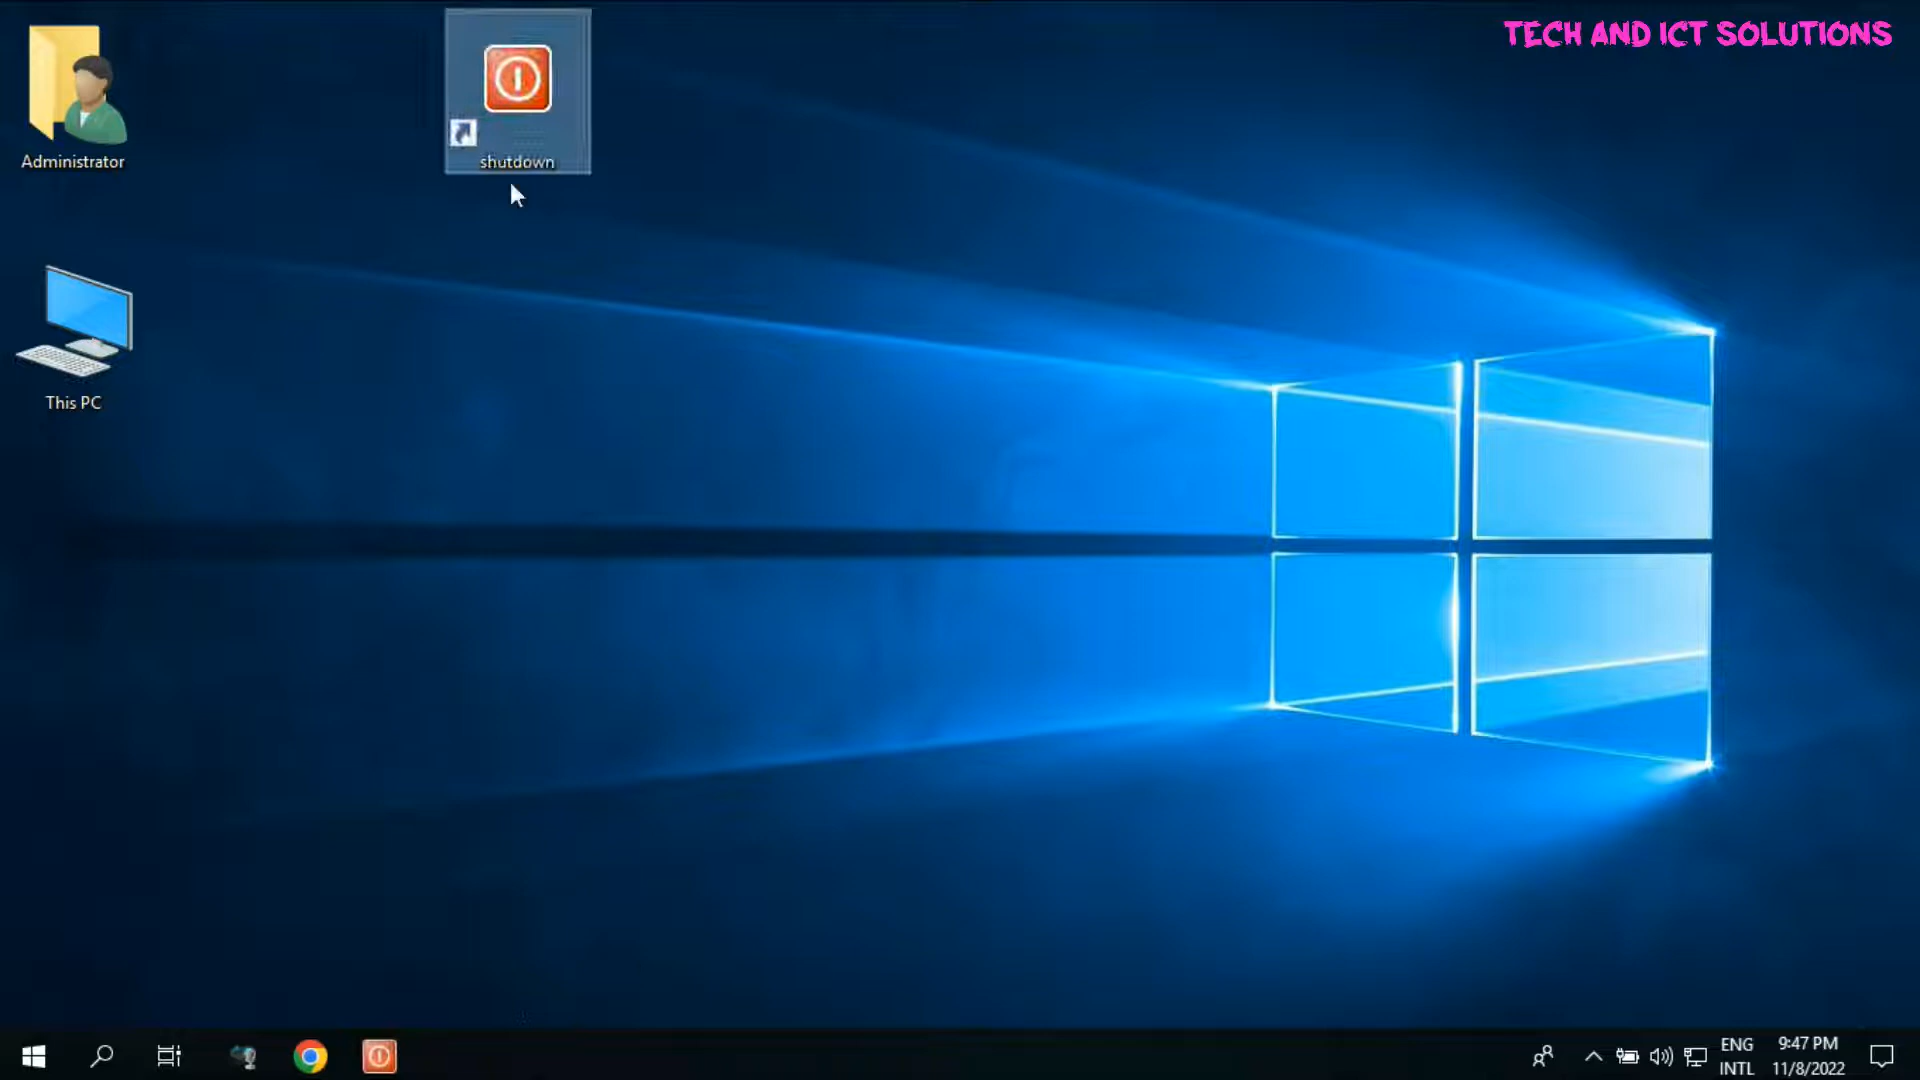 TECH AND ICT SOLUTIONS
Administrator
shutdown
This PC
ENG
INTL
9:47 PM
11/8/2022